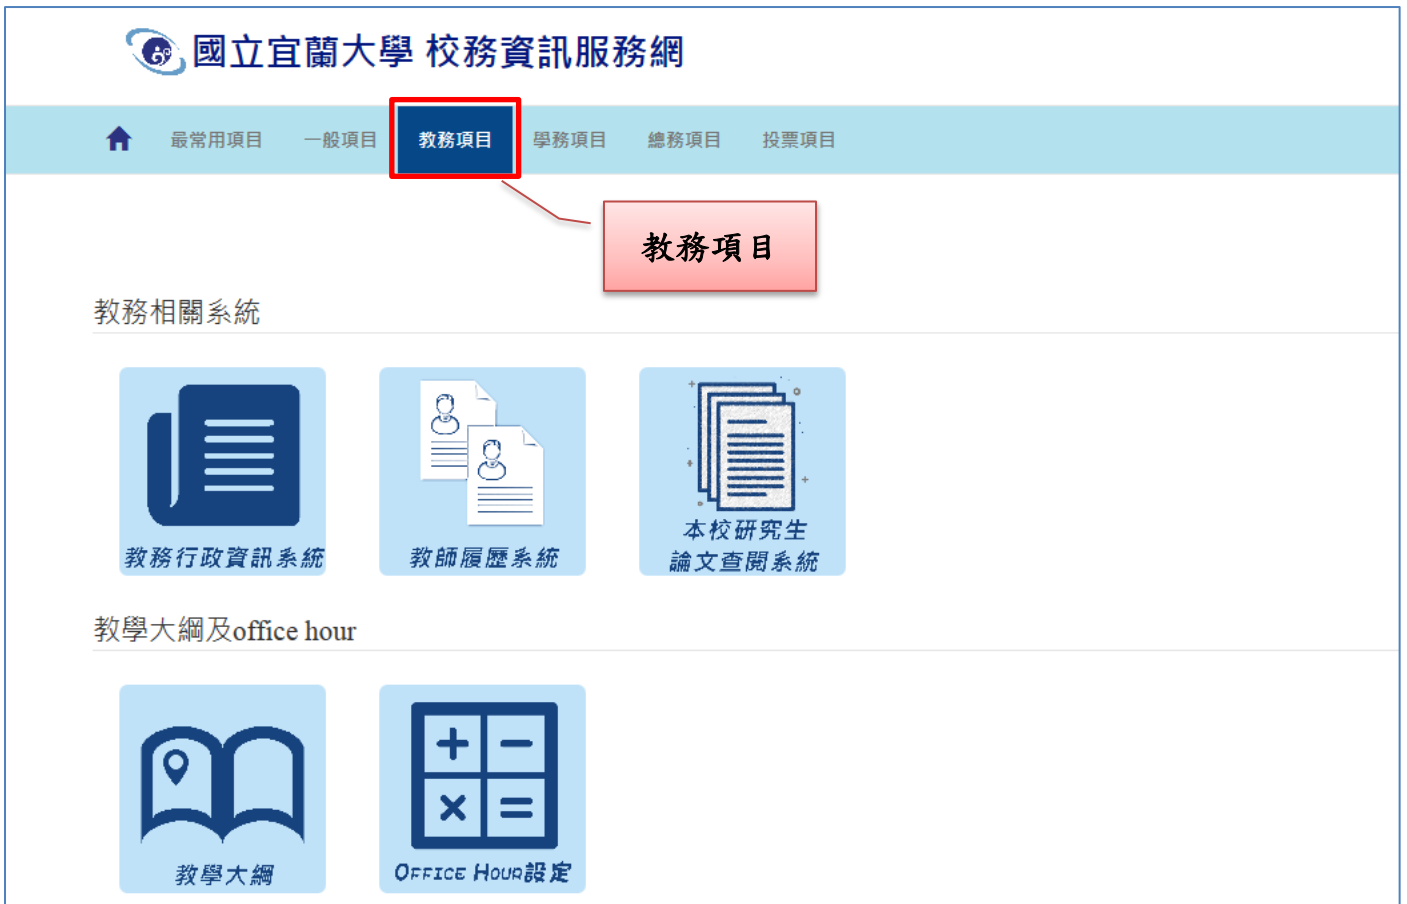 國立宜蘭大學 校務資訊服務網
最常用項目 一般項目 教務項目 學務項目 總務項目 投票項目
教務項目
教務相關系統
教務行政資訊系統
教師履歷系統
本校研究生
論文查閱系統
教學大綱及office hour
教學大綱
OFFICE HOUR設定